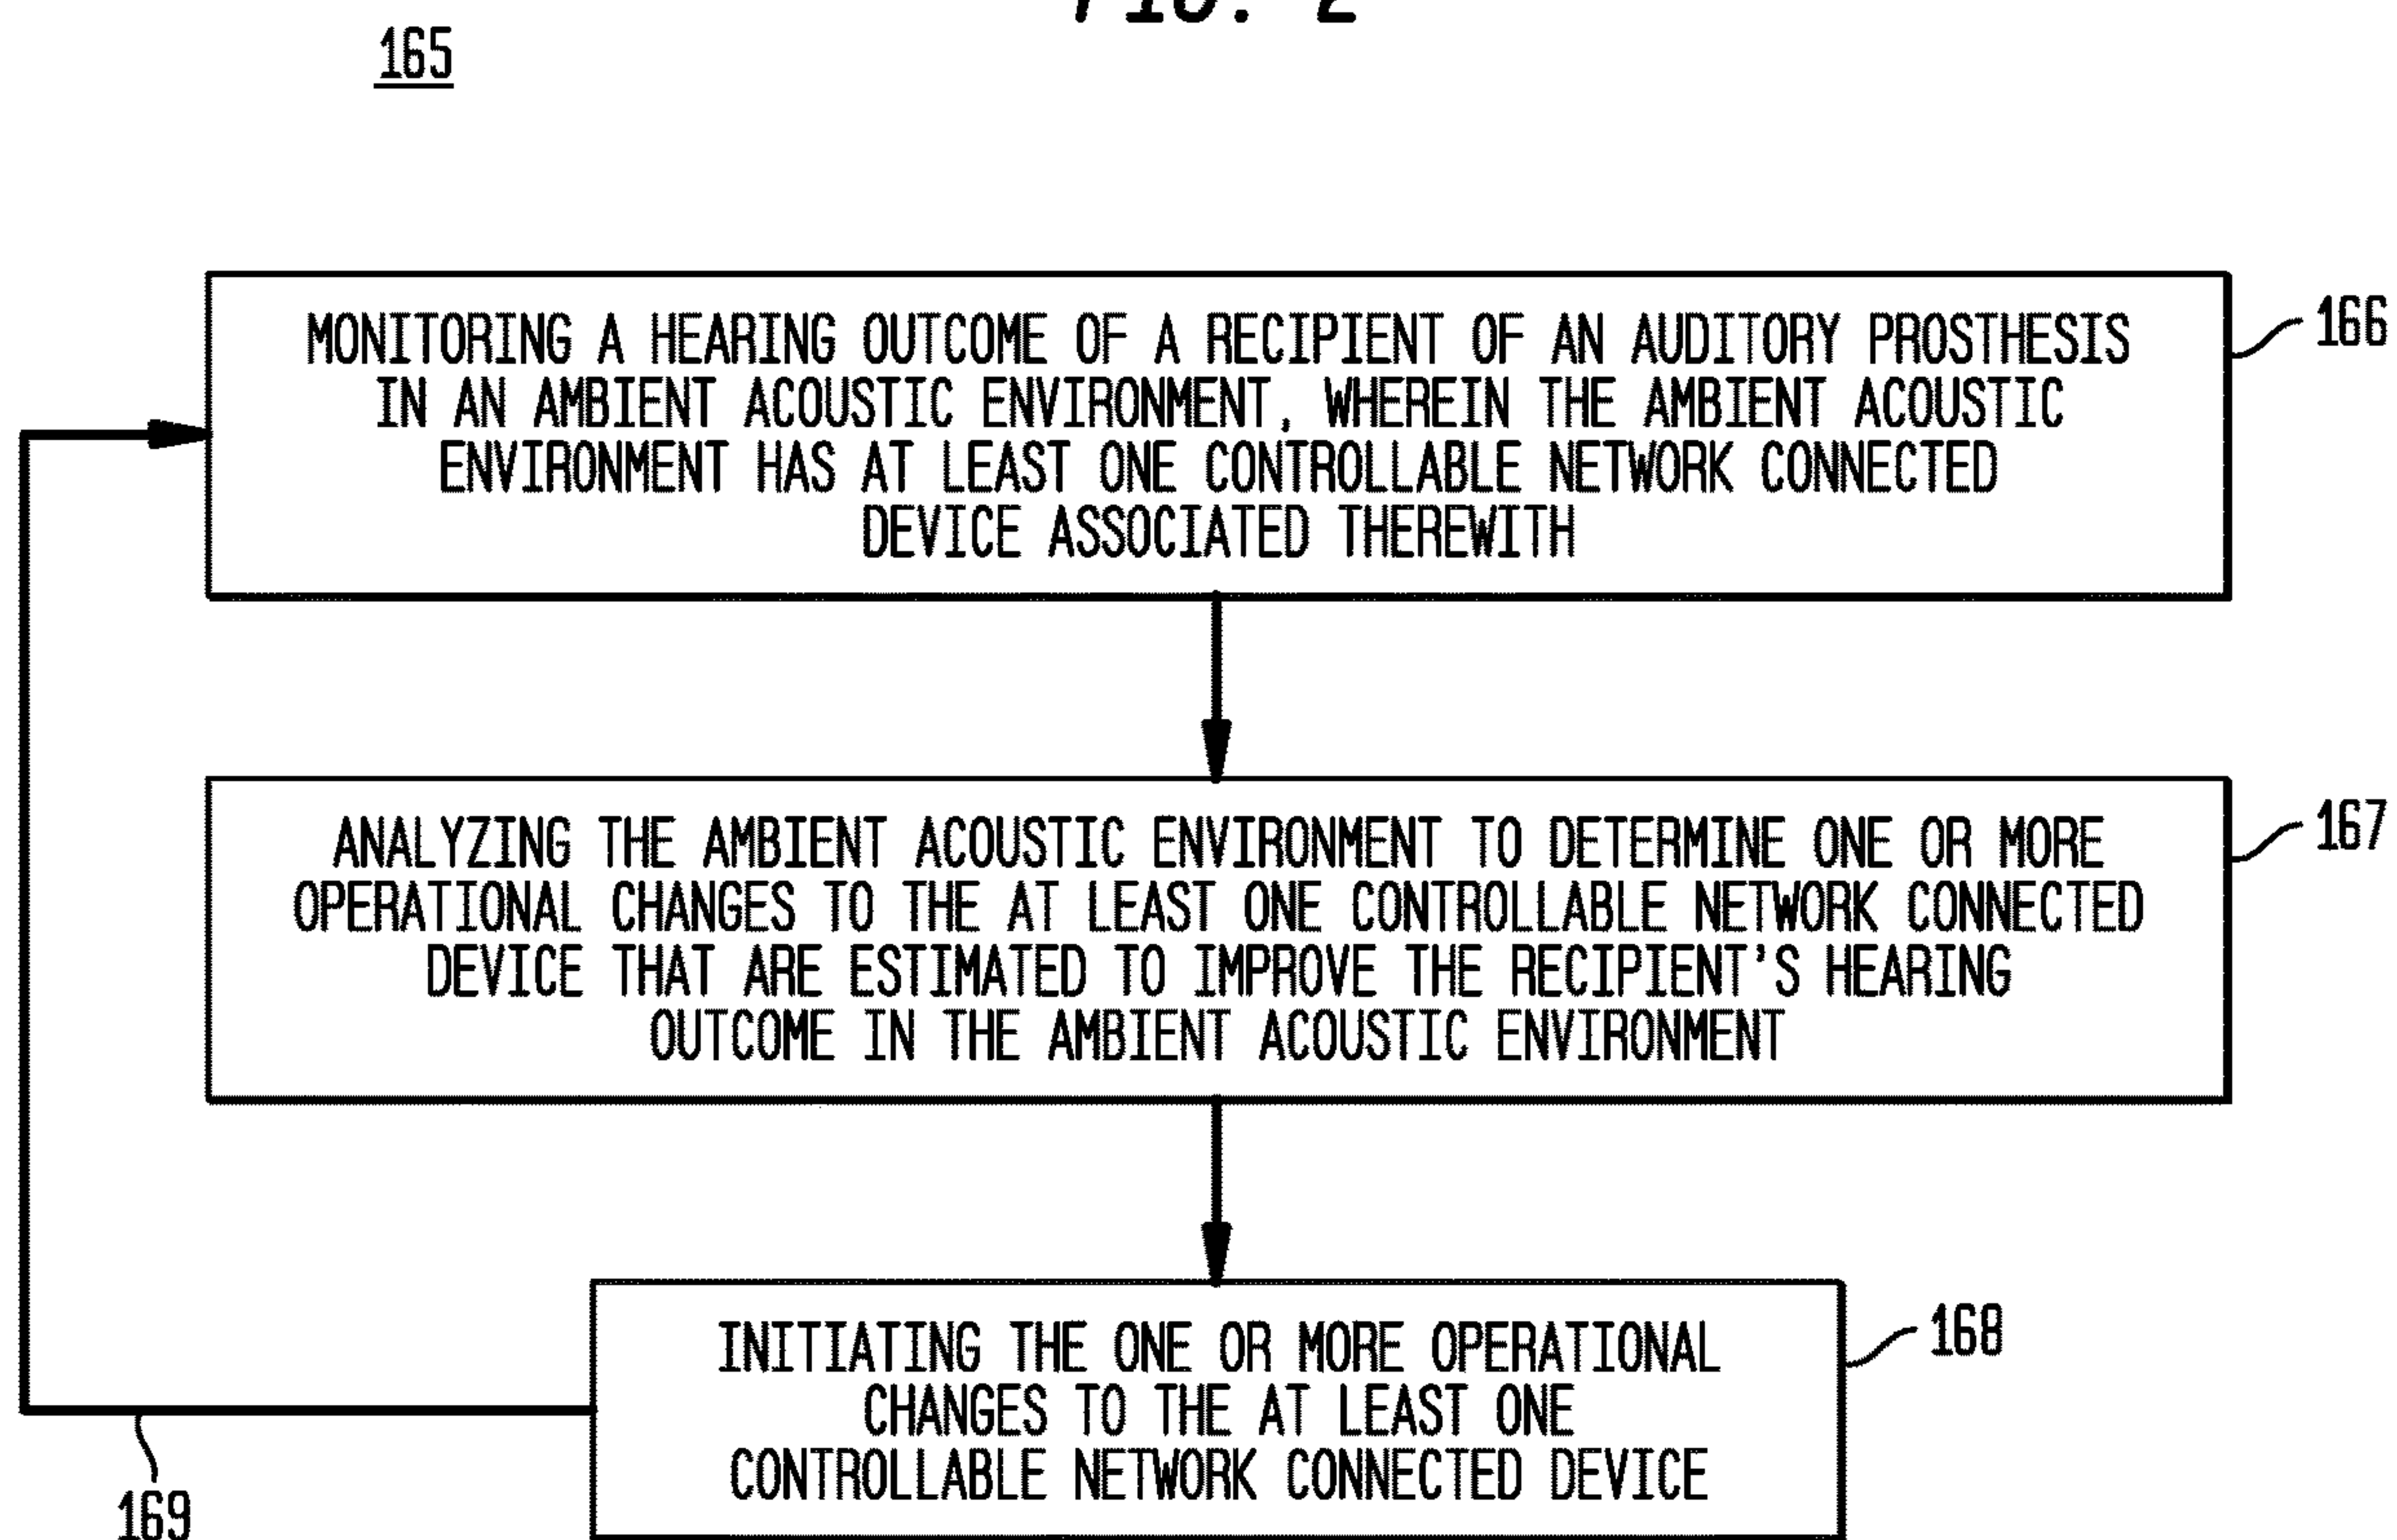 FIG. 2
165
MONITORING A HEARING OUTCOME OF A RECIPIENT OF AN AUDITORY PROSTHESIS
IN AN AMBIENT ACOUSTIC ENVIRONMENT, WHEREIN THE AMBIENT ACOUSTIC
ENVIRONMENT HAS AT LEAST ONE CONTROLLABLE NETWORK CONNECTED
DEVICE ASSOCIATED THEREWITH
166
ANALYZING THE AMBIENT ACOUSTIC ENVIRONMENT TO DETERMINE ONE OR MORE
OPERATIONAL CHANGES TO THE AT LEAST ONE CONTROLLABLE NETWORK CONNECTED
DEVICE THAT ARE ESTIMATED TO IMPROVE THE RECIPIENT'S HEARING
OUTCOME IN THE AMBIENT ACOUSTIC ENVIRONMENT
167
INITIATING THE ONE OR MORE OPERATIONAL
CHANGES TO THE AT LEAST ONE
CONTROLLABLE NETWORK CONNECTED DEVICE
168
169